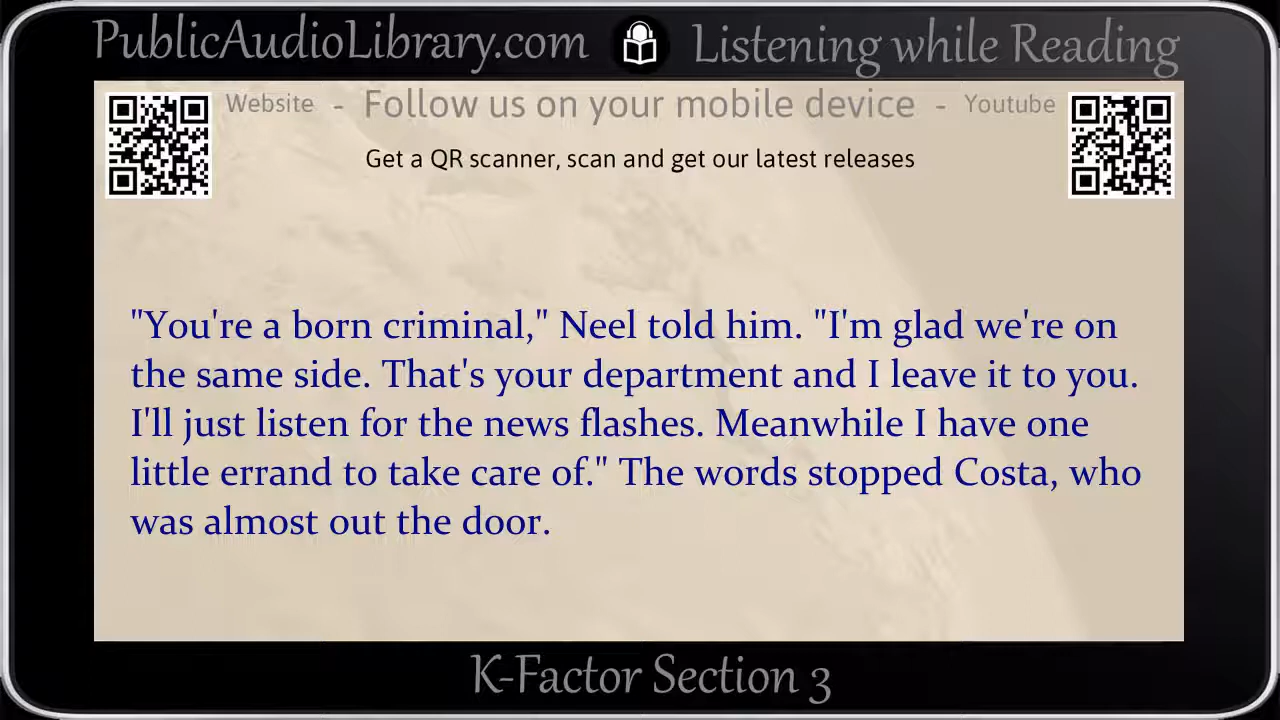 PublicAudioLibrary.com Listening while Reading
Website - Follow us on your mobile device - Youtube
Get a QR scanner, scan and get our latest releases
"You're a born criminal," Neel told him. "I'm glad we're on
the same side. That's your department and I leave it to you.
I'll just listen for the news flashes. Meanwhile I have one
little errand to take care of." The words stopped Costa, who
was almost out the door.
K-Factor Section 3